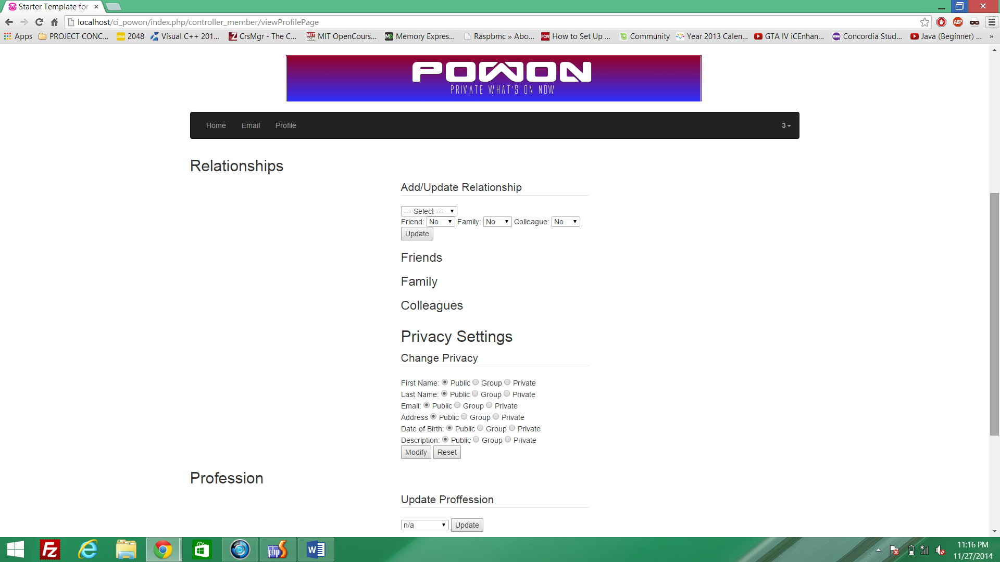 Starter Template for
localhost/ci_powon/index.php/controller_member/viewProfilePage
ABP
Apps PROJECT CONC... 2048 Visual C++ 201... CrsMgr - The C... MIT OpenCours... Memory Expres... Raspbmc » Abo... How to Set Up ... Community Year 2013 Calen... GTA IV iCEnhan... Concordia Stud... Java (Beginner) ... »
POWON
PRIVATE WHAT'S ON NOW
Home Email Profile 3
Relationships
Add/Update Relationship
--- Select ---
Friend: No Family: No Colleague: No
Update
Friends
Family
Colleagues
Privacy Settings
Change Privacy
First Name: Public Group Private
Last Name: Public Group Private
Email: Public Group Private
Address Public Group Private
Date of Birth: Public Group Private
Description: Public Group Private
Modify Reset
Profession
Update Proffession
n/a Update
11:16 PM
11/27/2014